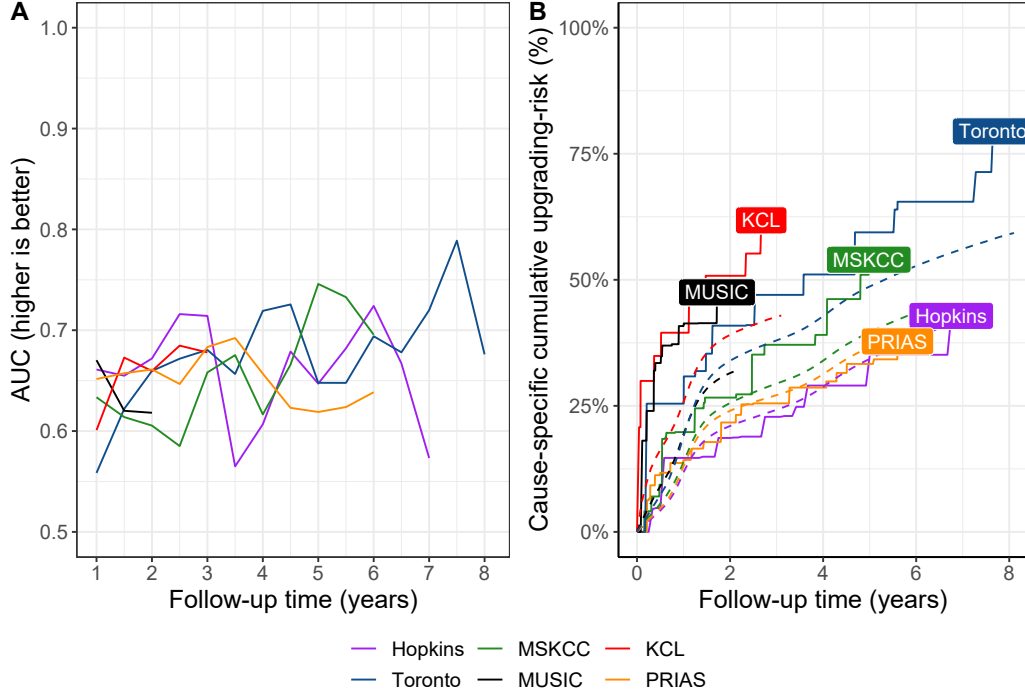 A
AUC (higher is better)
1.0
0.9
0.8
0.7
0.6
0.5
1 2 3 4 5 6 7 8
Follow-up time (years)
B
Cause-specific cumulative upgrading-risk (%)
100%
75%
50%
25%
0%
Toronto
KCL
MSKCC
MUSIC
Hopkins
PRIAS
0 2 4 6 8
Follow-up time (years)
Hopkins MSKCC KCL
Toronto MUSIC PRIAS